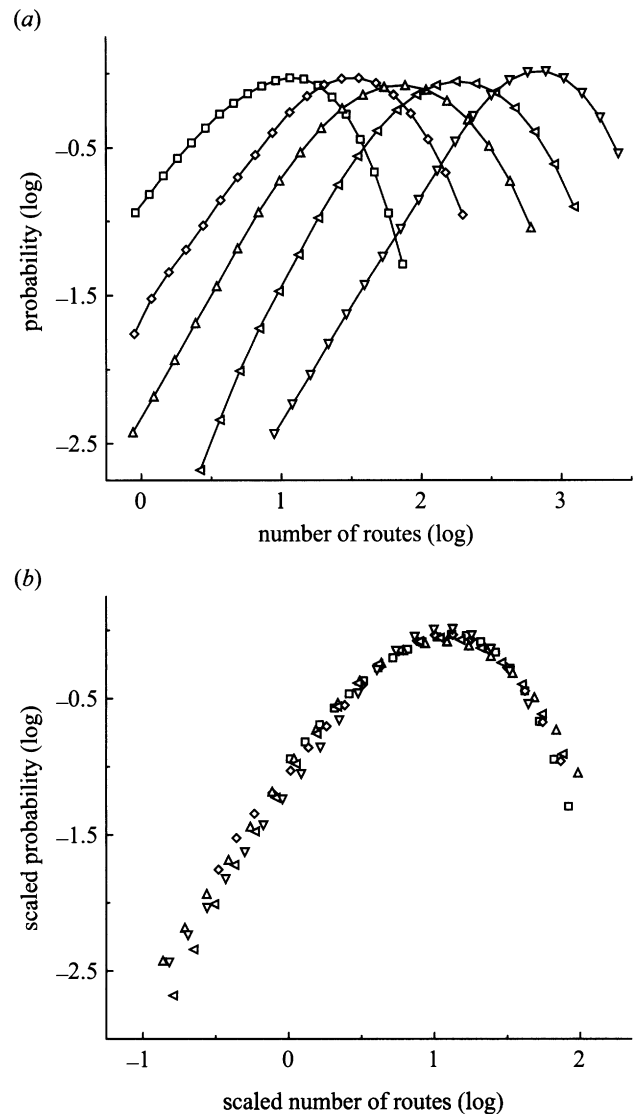 (a)
−0.5
−1.5
−2.5
probability (log)
0 1 2 3
number of routes (log)
(b)
−0.5
−1.5
−2.5
scaled probability (log)
−1 0 1 2
scaled number of routes (log)